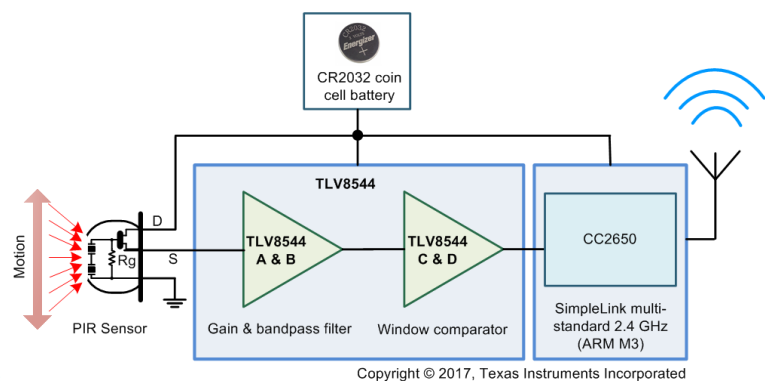 CR2032
Energizer
CR2032 coin
cell battery
TLV8544
D
TLV8544
A & B
TLV8544
C & D
CC2650
Motion
Rg
S
PIR Sensor
Gain & bandpass filter
Window comparator
SimpleLink multi-
standard 2.4 GHz
(ARM M3)
Copyright © 2017, Texas Instruments Incorporated